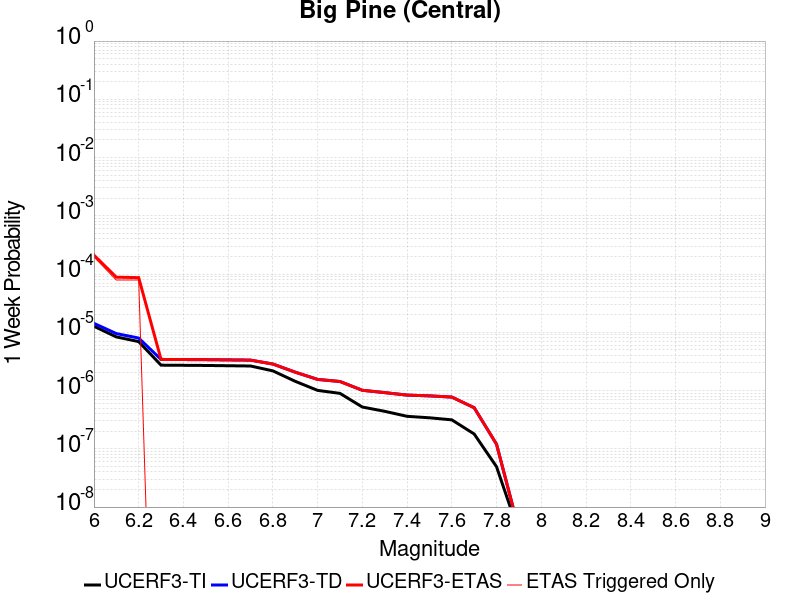 Big Pine (Central)
10^0
10^-1
10^-2
10^-3
10^-4
10^-5
10^-6
10^-7
10^-8
1 Week Probability
6 6.2 6.4 6.6 6.8 7 7.2 7.4 7.6 7.8 8 8.2 8.4 8.6 8.8 9
Magnitude
UCERF3-TI UCERF3-TD UCERF3-ETAS ETAS Triggered Only